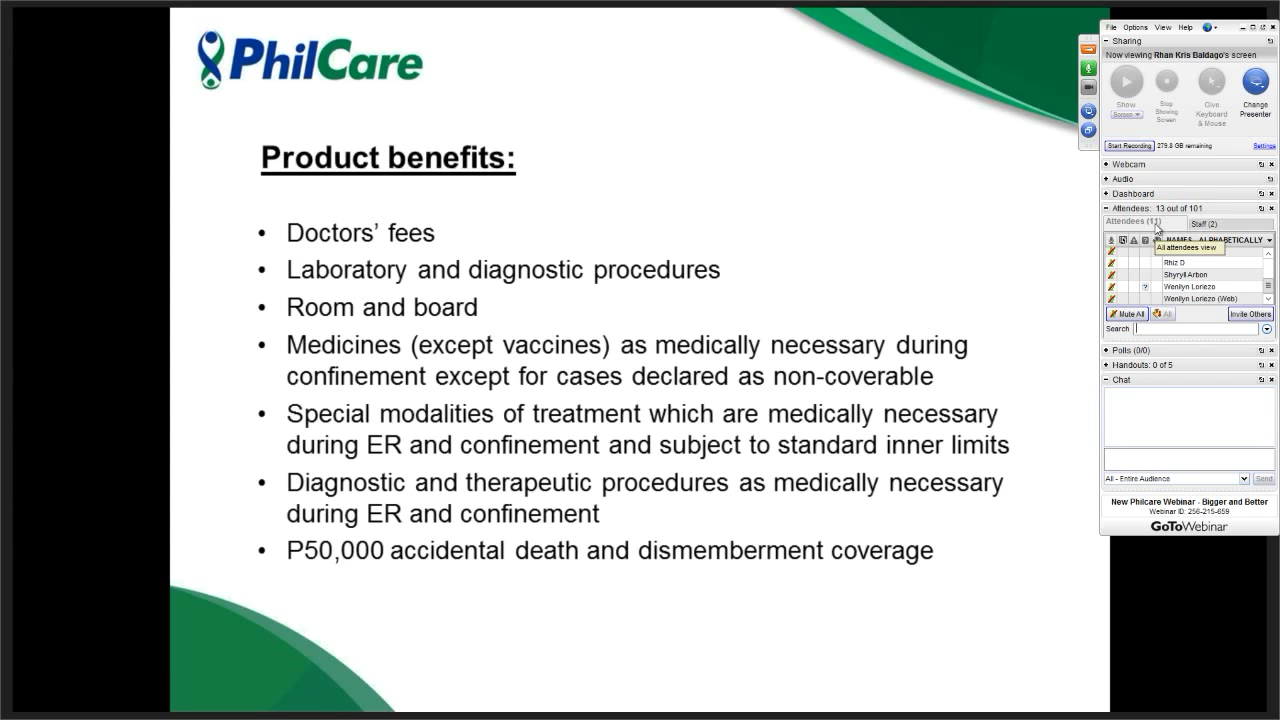 PhilCare
Product benefits:
• Doctors’ fees
• Laboratory and diagnostic procedures
• Room and board
• Medicines (except vaccines) as medically necessary during
confinement except for cases declared as non-coverable
• Special modalities of treatment which are medically necessary
during ER and confinement and subject to standard inner limits
• Diagnostic and therapeutic procedures as medically necessary
during ER and confinement
• P50,000 accidental death and dismemberment coverage
File Options View Help
Sharing
Now viewing Rhan Kris Baldago's screen
Show
Screen
Stop
Showing
Screen
Give
Keyboard
& Mouse
Change
Presenter
Start Recording 279.8 GB remaining Settings
Webcam
Audio
Dashboard
Attendees: 13 out of 101
Attendees (11) Staff (2)
NAMES - ALPHABETICALLY
All attendees view
Rhiz D
Shyryll Arbon
Wenilyn Loriezo
Wenilyn Loriezo (Web)
Mute All All Invite Others
Search
Polls (0/0)
Handouts: 0 of 5
Chat
All - Entire Audience Send
New Philcare Webinar - Bigger and Better
Webinar ID: 256-215-659
GoToWebinar